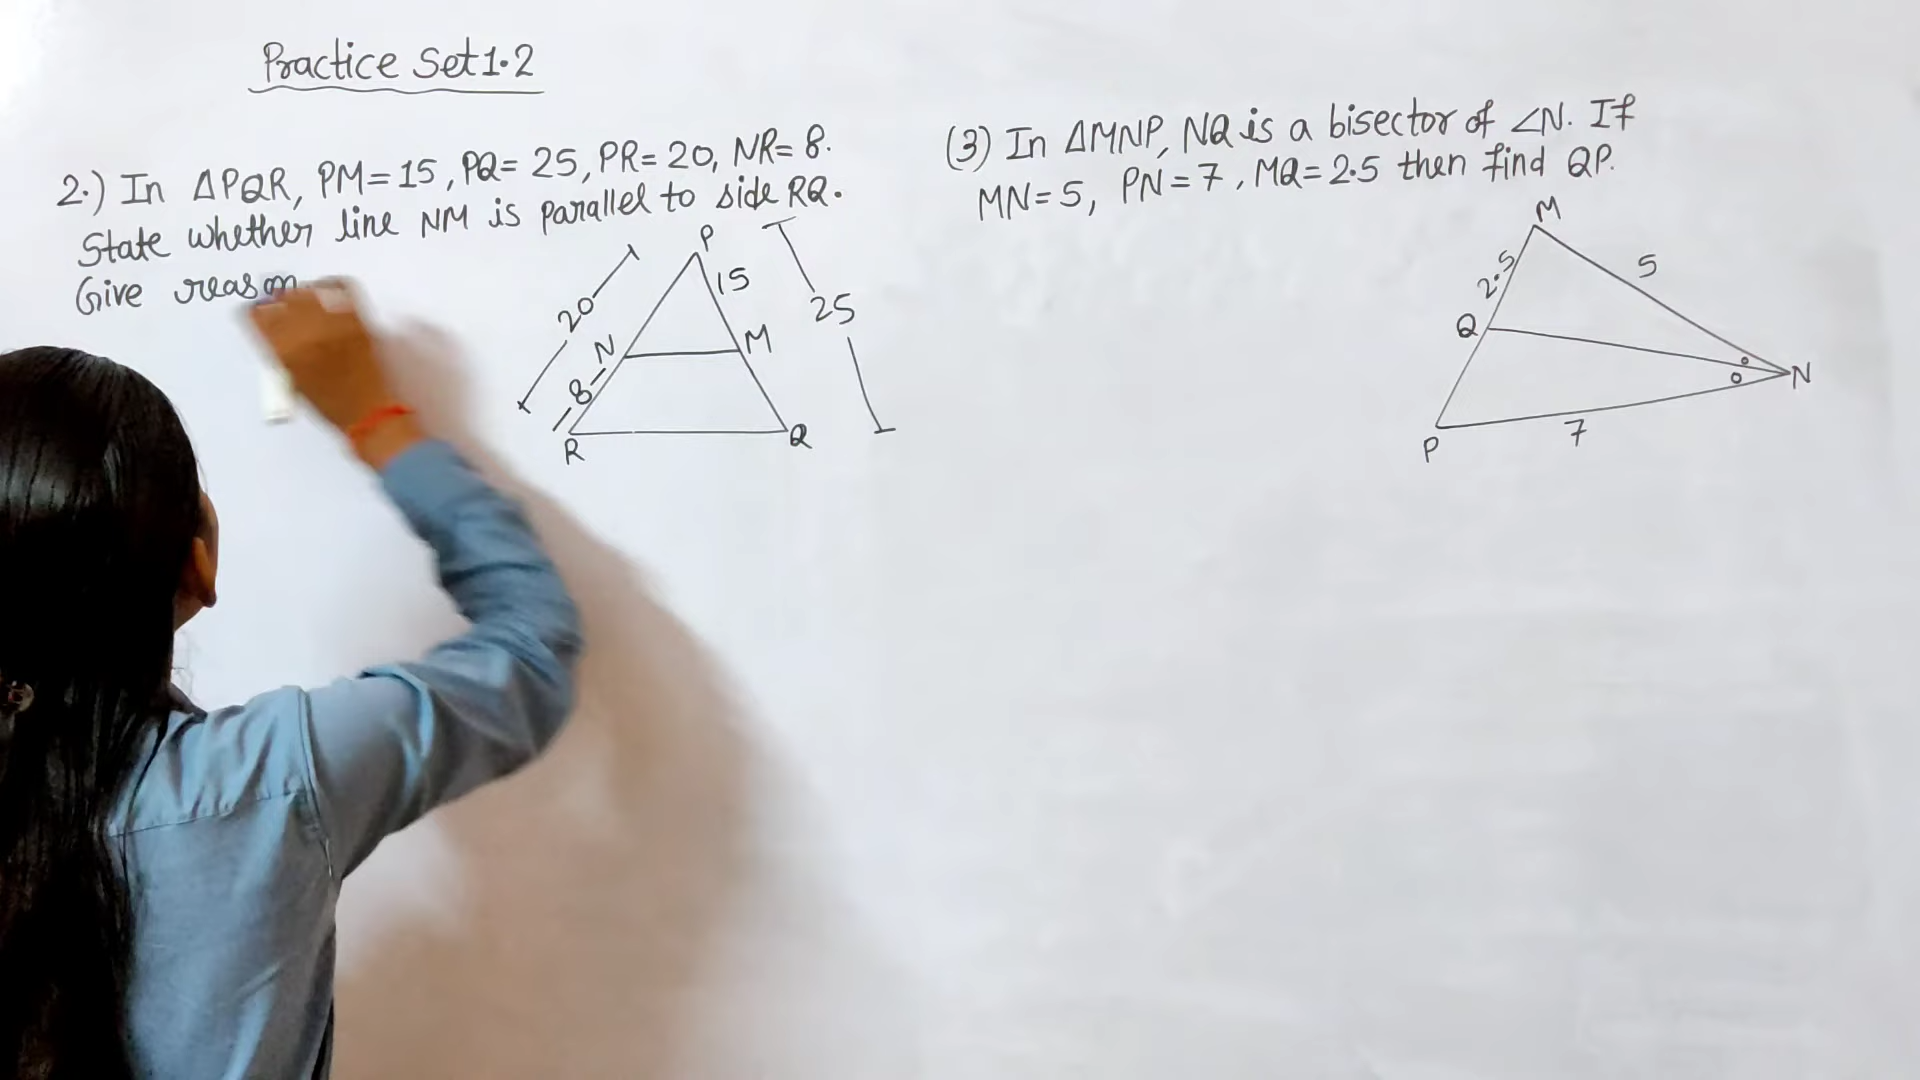 Practice Set 1.2
2.) In ΔPQR, PM=15, PQ=25, PR=20, NR=8.
State whether line NM is parallel to side RQ.
Give reason
P
15
20
25
N
M
8
R
Q
(3) In ΔMNP, NQ is a bisector of ∠N. If
MN=5, PN=7, MQ=2.5 then find QP.
M
2.5
5
Q
N
P
7